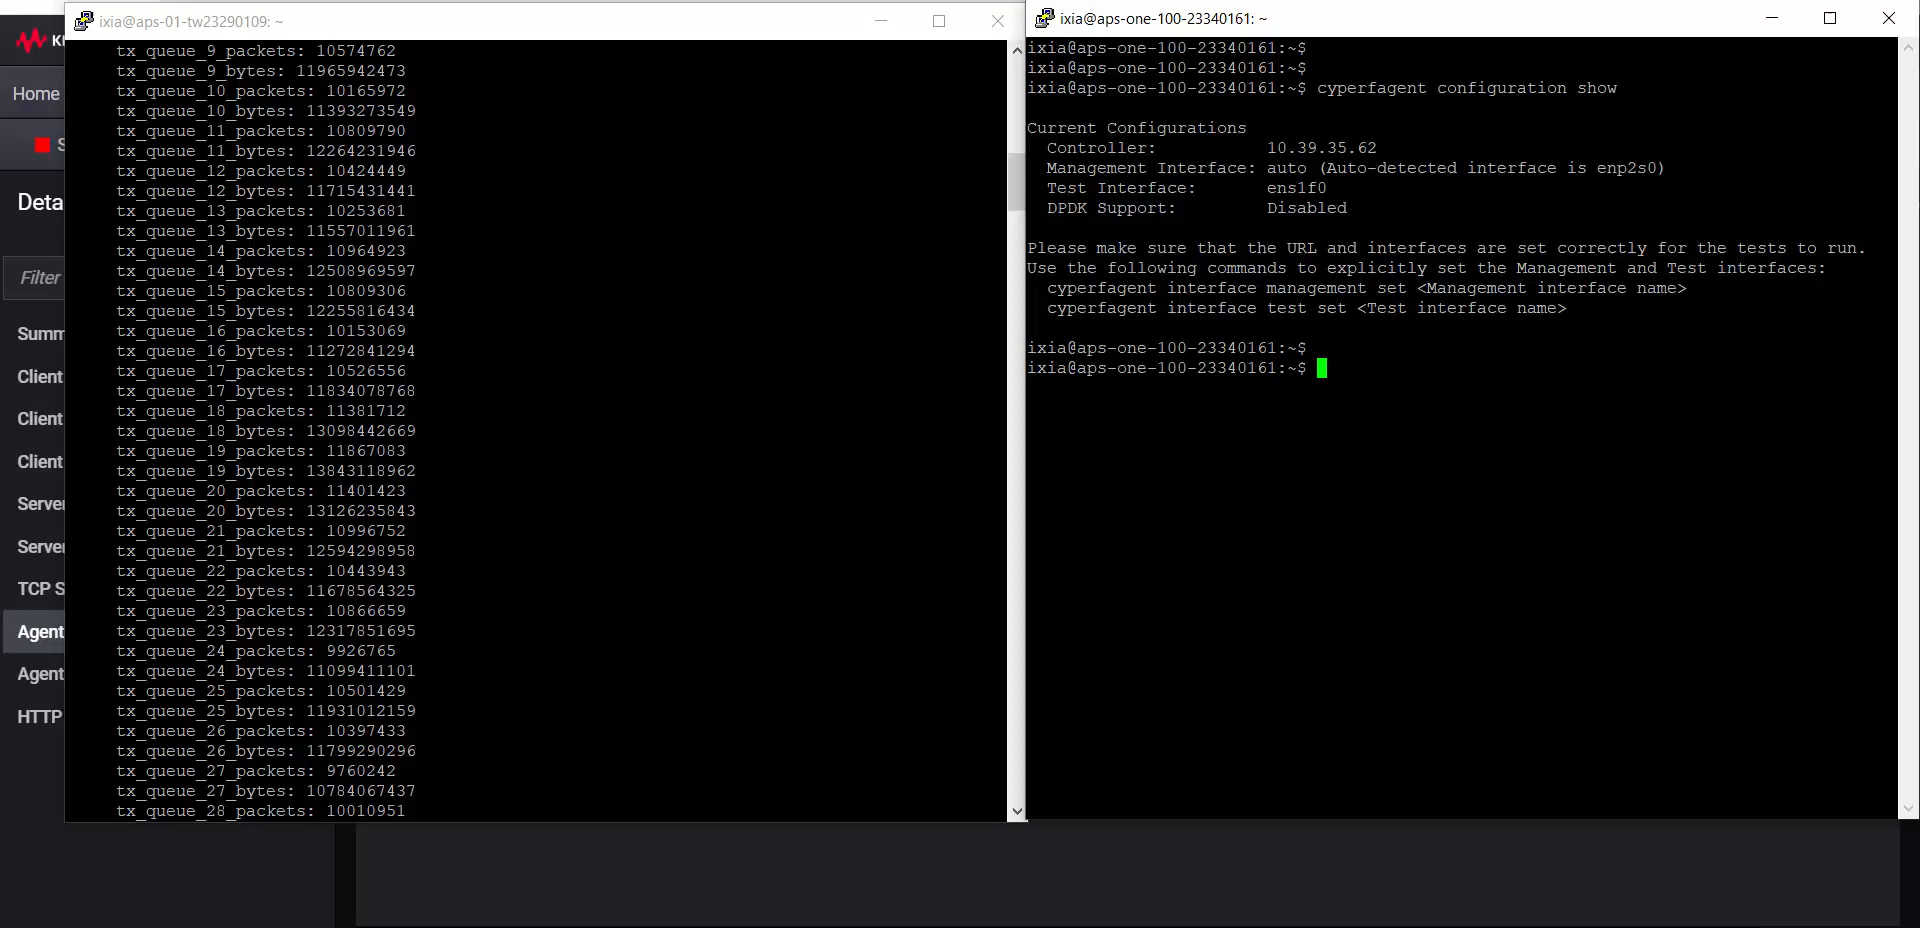 K
Home
S
Deta
Filter
Summ
Client
Client
Client
Server
Server
TCP S
Agent
Agent
HTTP
ixia@aps-01-tw23290109: ~
tx_queue_9_packets: 10574762
tx_queue_9_bytes: 11965942473
tx_queue_10_packets: 10165972
tx_queue_10_bytes: 11393273549
tx_queue_11_packets: 10809790
tx_queue_11_bytes: 12264231946
tx_queue_12_packets: 10424449
tx_queue_12_bytes: 11715431441
tx_queue_13_packets: 10253681
tx_queue_13_bytes: 11557011961
tx_queue_14_packets: 10964923
tx_queue_14_bytes: 12508969597
tx_queue_15_packets: 10809306
tx_queue_15_bytes: 12255816434
tx_queue_16_packets: 10153069
tx_queue_16_bytes: 11272841294
tx_queue_17_packets: 10526556
tx_queue_17_bytes: 11834078768
tx_queue_18_packets: 11381712
tx_queue_18_bytes: 13098442669
tx_queue_19_packets: 11867083
tx_queue_19_bytes: 13843118962
tx_queue_20_packets: 11401423
tx_queue_20_bytes: 13126235843
tx_queue_21_packets: 10996752
tx_queue_21_bytes: 12594298958
tx_queue_22_packets: 10443943
tx_queue_22_bytes: 11678564325
tx_queue_23_packets: 10866659
tx_queue_23_bytes: 12317851695
tx_queue_24_packets: 9926765
tx_queue_24_bytes: 11099411101
tx_queue_25_packets: 10501429
tx_queue_25_bytes: 11931012159
tx_queue_26_packets: 10397433
tx_queue_26_bytes: 11799290296
tx_queue_27_packets: 9760242
tx_queue_27_bytes: 10784067437
tx_queue_28_packets: 10010951
ixia@aps-one-100-23340161: ~
ixia@aps-one-100-23340161:~$
ixia@aps-one-100-23340161:~$
ixia@aps-one-100-23340161:~$ cyperfagent configuration show
Current Configurations
Controller: 10.39.35.62
Management Interface: auto (Auto-detected interface is enp2s0)
Test Interface: ens1f0
DPDK Support: Disabled
Please make sure that the URL and interfaces are set correctly for the tests to run.
Use the following commands to explicitly set the Management and Test interfaces:
cyperfagent interface management set <Management interface name>
cyperfagent interface test set <Test interface name>
ixia@aps-one-100-23340161:~$
ixia@aps-one-100-23340161:~$